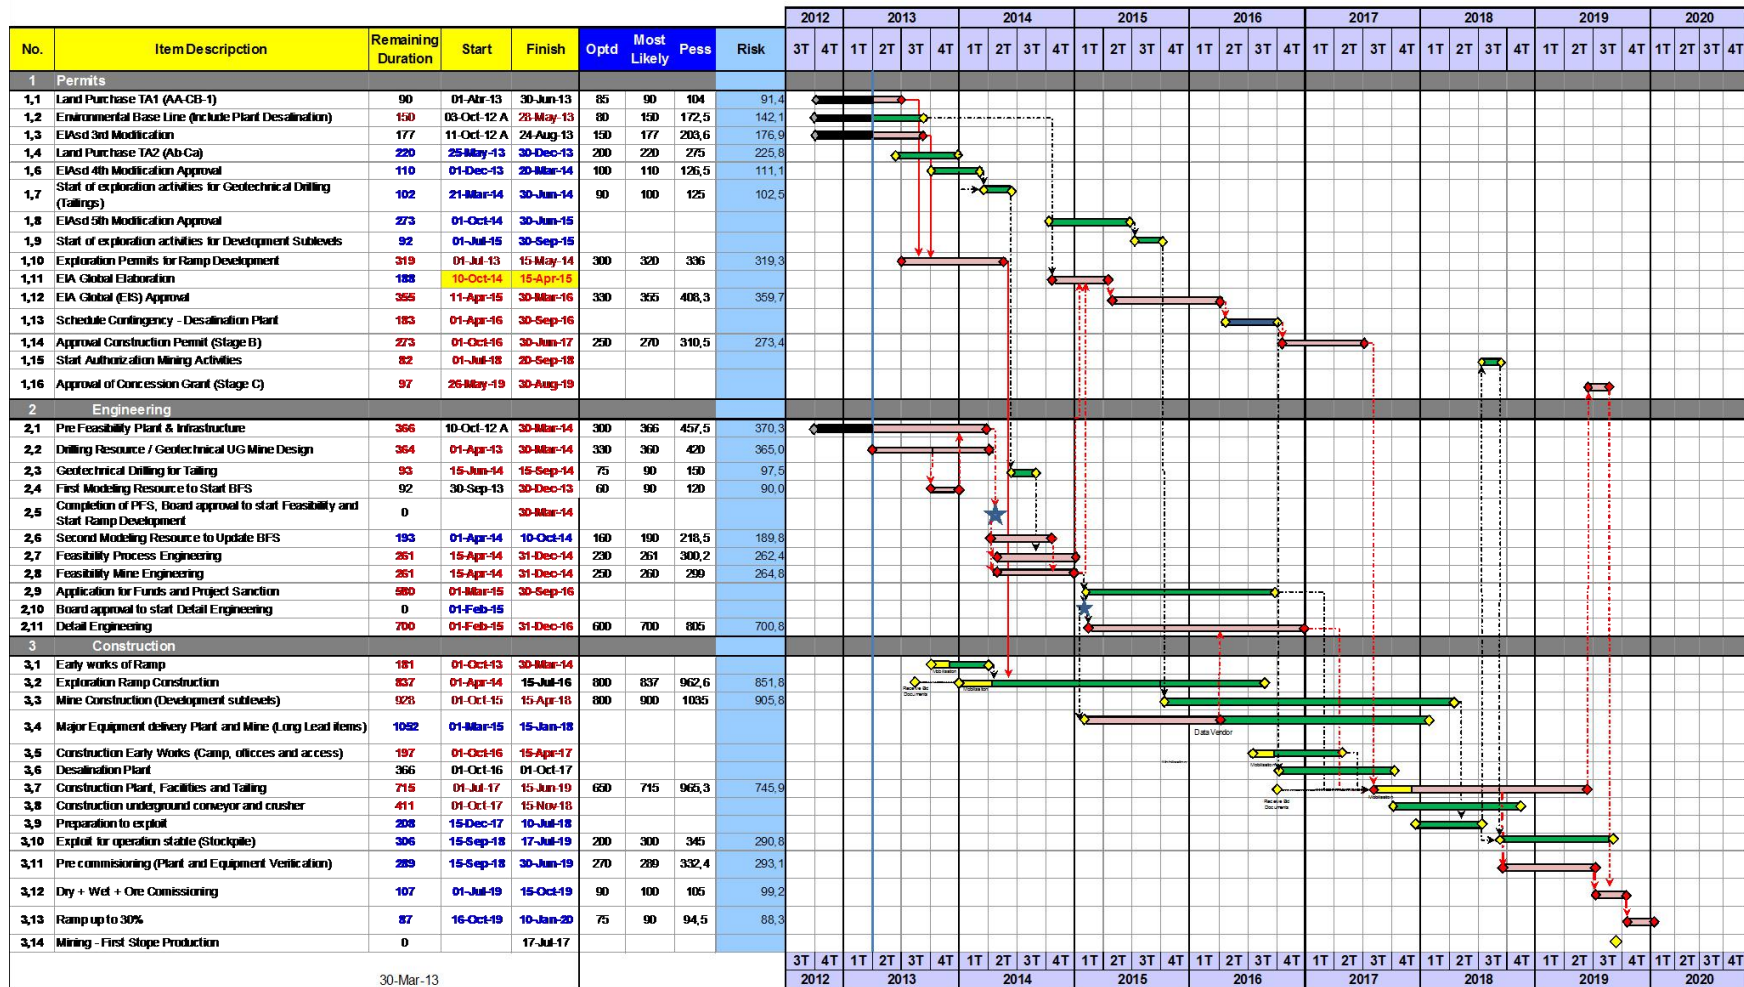 2012 2013 2014 2015 2016 2017 2018 2019 2020
No. Item Descripction Remaining Duration Start Finish Optd Most Likely Pess Risk 3T 4T 1T 2T 3T 4T 1T 2T 3T 4T 1T 2T 3T 4T 1T 2T 3T 4T 1T 2T 3T 4T 1T 2T 3T 4T 1T 2T 3T 4T 1T 2T 3T 4T
1 Permits
1,1 Land Purchase TA1 (AA-CB-1) 90 01-Abr-13 30-Jun-13 85 90 104 91,4
1,2 Environmental Base Line (Include Plant Desalination) 150 03-Oct-12 A 28-May-13 80 150 172,5 142,1
1,3 EIAsd 3rd Modification 177 11-Oct-12 A 24-Aug-13 150 177 203,6 176,9
1,4 Land Purchase TA2 (Ab-Ca) 220 25-May-13 30-Dec-13 200 220 275 225,8
1,6 EIAsd 4th Modification Approval 110 01-Dec-13 20-Mar-14 100 110 126,5 111,1
1,7 Start of exploration activities for Geotechnical Drilling (Tailings) 102 21-Mar-14 30-Jun-14 90 100 125 102,5
1,8 EIAsd 5th Modification Approval 273 01-Oct-14 30-Jun-15
1,9 Start of exploration activities for Development Sublevels 92 01-Jul-15 30-Sep-15
1,10 Exploration Permits for Ramp Development 319 01-Jul-13 15-May-14 300 320 336 319,3
1,11 EIA Global Elaboration 188 10-Oct-14 15-Apr-15
1,12 EIA Global (EIS) Approval 355 11-Apr-15 30-Mar-16 330 355 408,3 359,7
1,13 Schedule Contingency - Desalination Plant 183 01-Apr-16 30-Sep-16
1,14 Approval Construction Permit (Stage B) 273 01-Oct-16 30-Jun-17 250 270 310,5 273,4
1,15 Start Authorization Mining Activities 82 01-Jul-18 20-Sep-18
1,16 Approval of Concession Grant (Stage C) 97 26-May-19 30-Aug-19
2 Engineering
2,1 Pre Feasibility Plant & Infrastructure 366 10-Oct-12 A 30-Mar-14 300 366 457,5 370,3
2,2 Drilling Resource / Geotechnical UG Mine Design 364 01-Apr-13 30-Mar-14 330 360 420 365,0
2,3 Geotechnical Drilling for Tailing 93 15-Jun-14 15-Sep-14 75 90 150 97,5
2,4 First Modeling Resource to Start BFS 92 30-Sep-13 30-Dec-13 60 90 120 90,0
2,5 Completion of PFS, Board approval to start Feasibility and Start Ramp Development 0 30-Mar-14
2,6 Second Modeling Resource to Update BFS 193 01-Apr-14 10-Oct-14 160 190 218,5 189,8
2,7 Feasibility Process Engineering 261 15-Apr-14 31-Dec-14 230 261 300,2 262,4
2,8 Feasibility Mine Engineering 261 15-Apr-14 31-Dec-14 250 260 299 264,8
2,9 Application for Funds and Project Sanction 580 01-Mar-15 30-Sep-16
2,10 Board approval to start Detail Engineering 0 01-Feb-15
2,11 Detail Engineering 700 01-Feb-15 31-Dec-16 600 700 805 700,8
3 Construction
3,1 Early works of Ramp 181 01-Oct-13 30-Mar-14
Mobilisation
3,2 Exploration Ramp Construction 837 01-Apr-14 15-Jul-16 800 837 962,6 851,8
Receive Bid Documents Mobilisation
3,3 Mine Construction (Development sublevels) 928 01-Oct-15 15-Apr-18 800 900 1035 905,8
3,4 Major Equipment delivery Plant and Mine (Long Lead items) 1052 01-Mar-15 15-Jan-18
Data Vendor
3,5 Construction Early Works (Camp, oficces and access) 197 01-Oct-16 15-Apr-17
Mobilisation
3,6 Desalination Plant 366 01-Oct-16 01-Oct-17
3,7 Construction Plant, Facilities and Tailing 715 01-Jul-17 15-Jun-19 650 715 965,3 745,9
Mobilisation
Receive Bid Documents
3,8 Construction underground conveyor and crusher 411 01-Oct-17 15-Nov-18
3,9 Preparation to exploit 208 15-Dec-17 10-Jul-18
3,10 Exploit for operation stable (Stockpile) 306 15-Sep-18 17-Jul-19 200 300 345 290,8
3,11 Pre commisioning (Plant and Equipment Verification) 289 15-Sep-18 30-Jun-19 270 289 332,4 293,1
3,12 Dry + Wet + Ore Comissioning 107 01-Jul-19 15-Oct-19 90 100 105 99,2
3,13 Ramp up to 30% 87 16-Oct-19 10-Jan-20 75 90 94,5 88,3
3,14 Mining - First Stope Production 0 17-Jul-17
3T 4T 1T 2T 3T 4T 1T 2T 3T 4T 1T 2T 3T 4T 1T 2T 3T 4T 1T 2T 3T 4T 1T 2T 3T 4T 1T 2T 3T 4T 1T 2T 3T 4T
30-Mar-13 2012 2013 2014 2015 2016 2017 2018 2019 2020